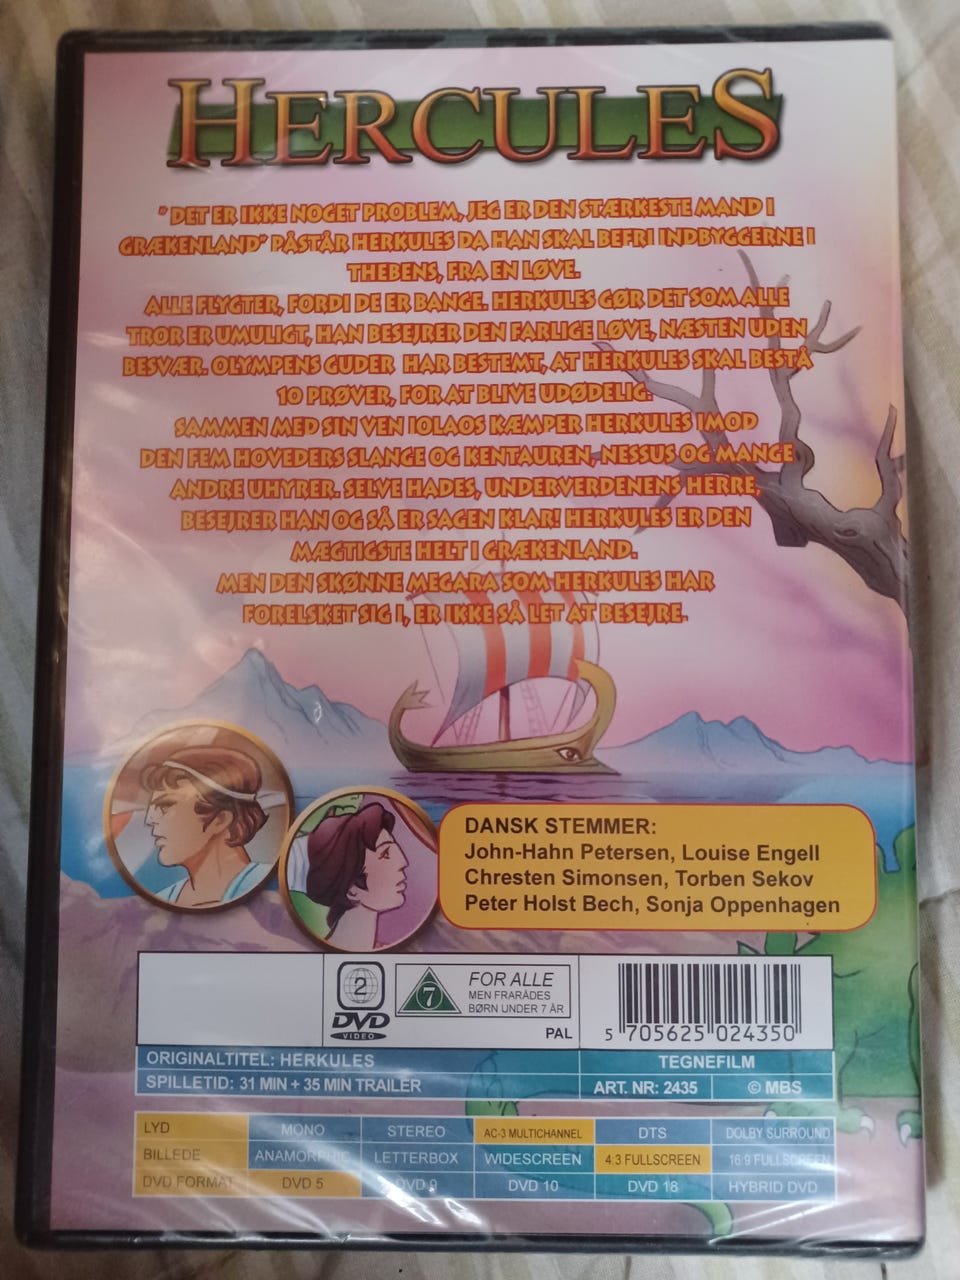 HERCULES
" DET ER IKKE NOGET PROBLEM, JEG ER DEN STÆRKESTE MAND I
GRÆKENLAND" PÅSTÅR HERKULES DA HAN SKAL BEFRI INDBYGGERNE I
THEBENS, FRA EN LØVE.
ALLE FLYGTER, FORDI DE ER BANGE. HERKULES GØR DET SOM ALLE
TROR ER UMULIGT, HAN BESEJRER DEN FARLIGE LØVE, NÆSTEN UDEN
BESVÆR. OLYMPENS GUDER HAR BESTEMT, AT HERKULES SKAL BESTÅ
10 PRØVER, FOR AT BLIVE UDØDELIG.
SAMMEN MED SIN VEN IOLAOS KÆMPER HERKULES IMOD
DEN FEM HOVEDERS SLANGE OG KENTAUREN, NESSUS OG MANGE
ANDRE UHYRER. SELVE HADES, UNDERVERDENENS HERRE,
BESEJRER HAN OG SÅ ER SAGEN KLAR! HERKULES ER DEN
MÆGTIGSTE HELT I GRÆKENLAND.
MEN DEN SKØNNE MEGARA SOM HERKULES HAR
FORELSKET SIG I, ER IKKE SÅ LET AT BESEJRE.
DANSK STEMMER:
John-Hahn Petersen, Louise Engell
Chresten Simonsen, Torben Sekov
Peter Holst Bech, Sonja Oppenhagen
2
DVD
VIDEO
7
FOR ALLE
MEN FRARÅDES
BØRN UNDER 7 ÅR
PAL
5 705625 024350
ORIGINALTITEL: HERKULES
TEGNEFILM
SPILLETID: 31 MIN + 35 MIN TRAILER
ART. NR: 2435
© MBS
LYD MONO STEREO AC-3 MULTICHANNEL DTS DOLBY SURROUND
BILLEDE ANAMORPHIC LETTERBOX WIDESCREEN 4:3 FULLSCREEN 16:9 FULLSCREEN
DVD FORMAT DVD 5 DVD 9 DVD 10 DVD 18 HYBRID DVD